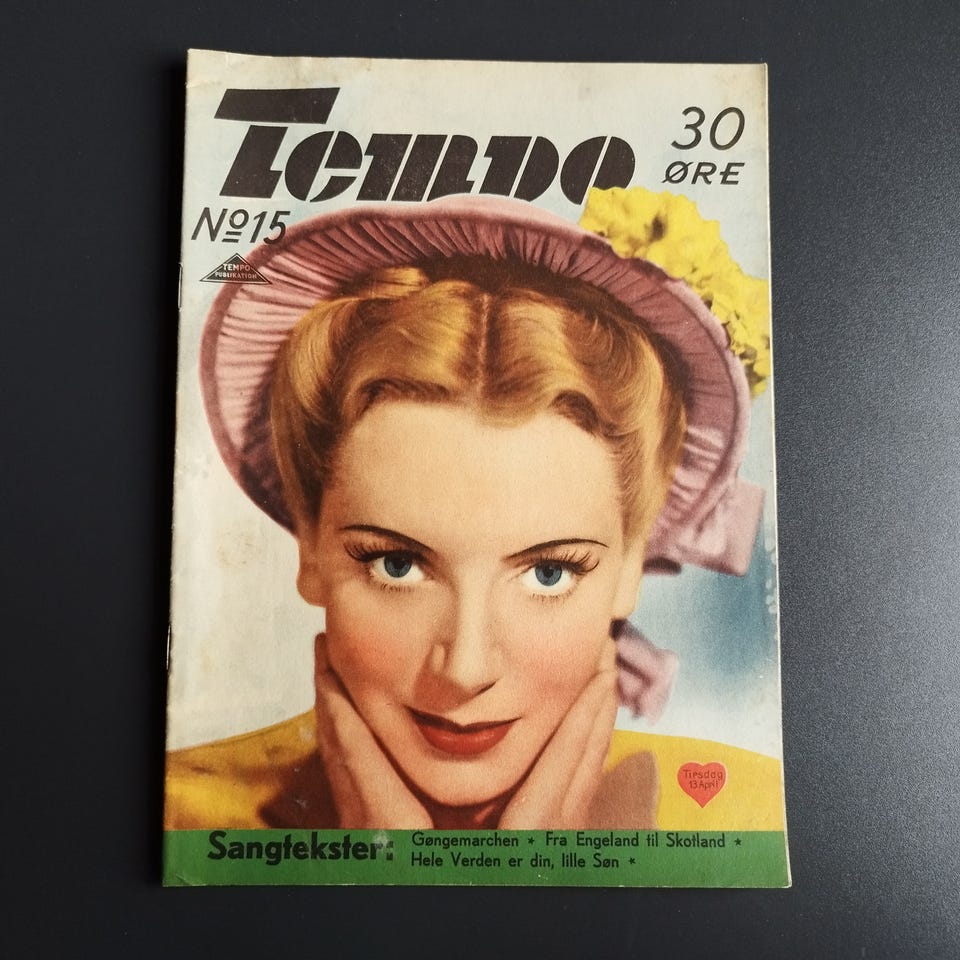 Tempo
30
ØRE
Nº15
TEMPO
PUBLIKATION
Tirsdag
13 April
Sangtekster:
Gøngemarchen * Fra Engeland til Skotland *
Hele Verden er din, lille Søn *